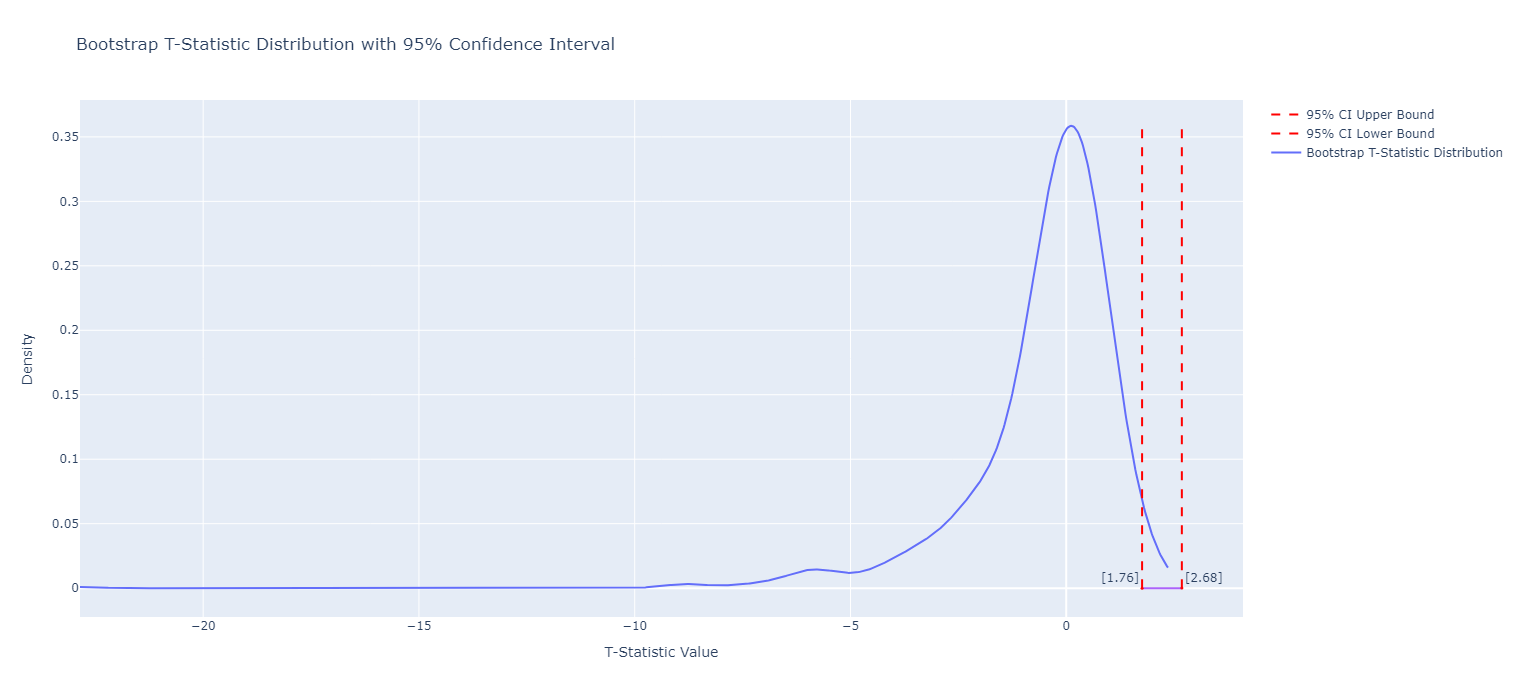 Bootstrap T-Statistic Distribution with 95% Confidence Interval
95% CI Upper Bound
95% CI Lower Bound
Bootstrap T-Statistic Distribution
0.35
0.3
0.25
0.2
0.15
0.1
0.05
0
Density
[1.76]
[2.68]
−20
−15
−10
−5
0
T-Statistic Value